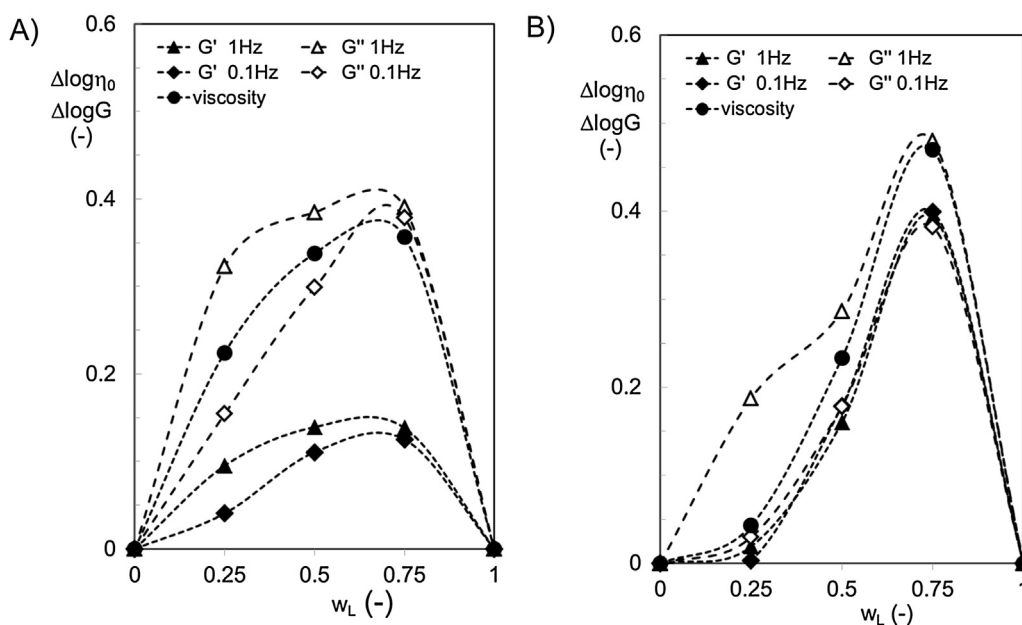 A)
0.6
G' 1Hz G'' 1Hz
Δlogη0 G' 0.1Hz G'' 0.1Hz
ΔlogG viscosity
(-)
0.4
0.2
0
0 0.25 0.5 0.75 1
wL (-)
B)
0.6
G' 1Hz G'' 1Hz
Δlogη0 G' 0.1Hz G'' 0.1Hz
ΔlogG viscosity
(-)
0.4
0.2
0
0 0.25 0.5 0.75 1
wL (-)